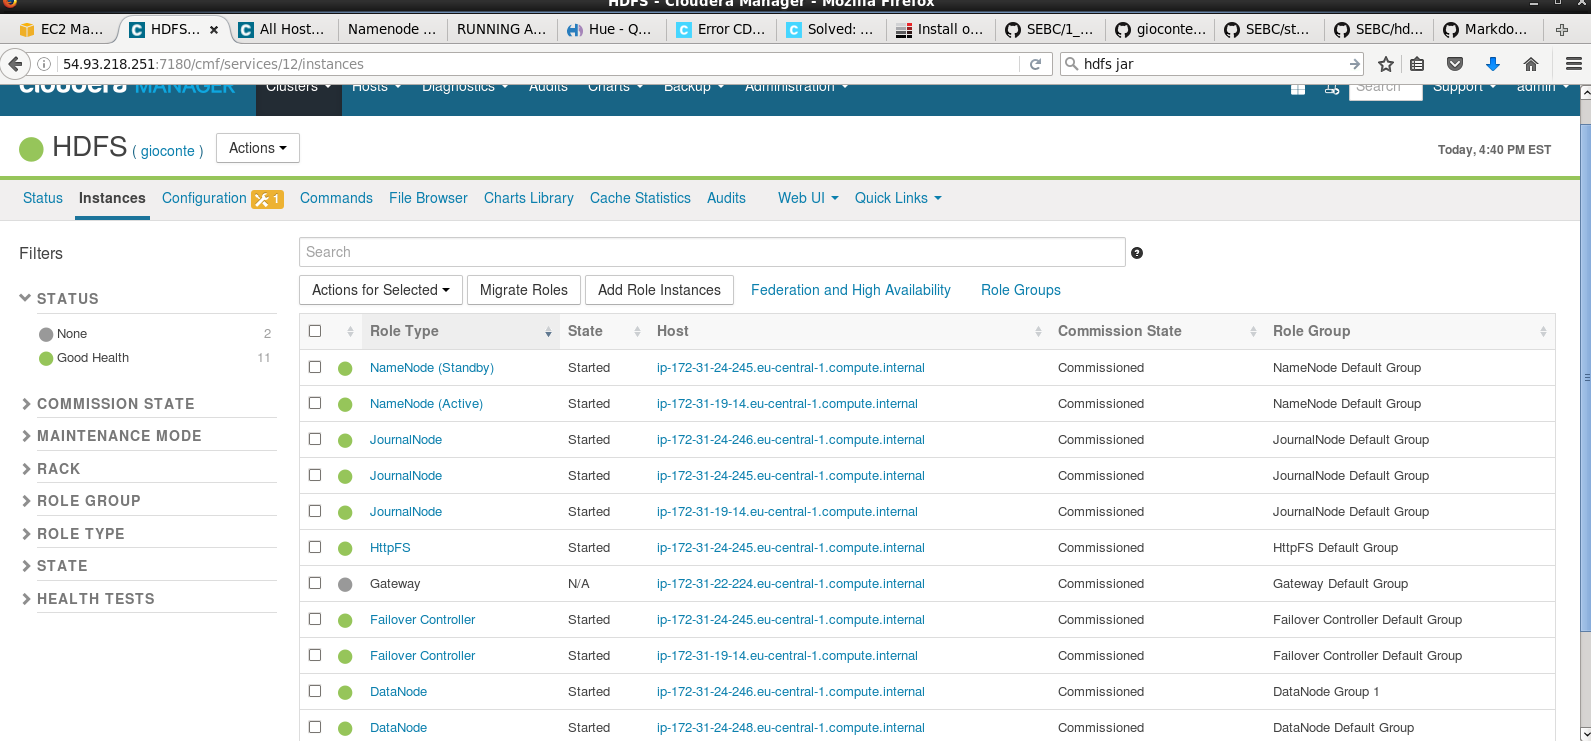 HDFS - Cloudera Manager - Mozilla Firefox
EC2 Ma... HDFS... × All Host... Namenode ... RUNNING A... Hue - Q... Error CD... Solved: ... Install o... SEBC/1_... gioconte... SEBC/st... SEBC/hd... Markdo...
54.93.218.251:7180/cmf/services/12/instances hdfs jar
cloudera MANAGER Clusters Hosts Diagnostics Audits Charts Backup Administration Search Support admin
HDFS ( gioconte ) Actions Today, 4:40 PM EST
Status Instances Configuration 1 Commands File Browser Charts Library Cache Statistics Audits Web UI Quick Links
Filters Search ?
Actions for Selected Migrate Roles Add Role Instances Federation and High Availability Role Groups
STATUS
None 2
Good Health 11
COMMISSION STATE
MAINTENANCE MODE
RACK
ROLE GROUP
ROLE TYPE
STATE
HEALTH TESTS
Role Type State Host Commission State Role Group
NameNode (Standby) Started ip-172-31-24-245.eu-central-1.compute.internal Commissioned NameNode Default Group
NameNode (Active) Started ip-172-31-19-14.eu-central-1.compute.internal Commissioned NameNode Default Group
JournalNode Started ip-172-31-24-246.eu-central-1.compute.internal Commissioned JournalNode Default Group
JournalNode Started ip-172-31-24-245.eu-central-1.compute.internal Commissioned JournalNode Default Group
JournalNode Started ip-172-31-19-14.eu-central-1.compute.internal Commissioned JournalNode Default Group
HttpFS Started ip-172-31-24-245.eu-central-1.compute.internal Commissioned HttpFS Default Group
Gateway N/A ip-172-31-22-224.eu-central-1.compute.internal Commissioned Gateway Default Group
Failover Controller Started ip-172-31-24-245.eu-central-1.compute.internal Commissioned Failover Controller Default Group
Failover Controller Started ip-172-31-19-14.eu-central-1.compute.internal Commissioned Failover Controller Default Group
DataNode Started ip-172-31-24-246.eu-central-1.compute.internal Commissioned DataNode Group 1
DataNode Started ip-172-31-24-248.eu-central-1.compute.internal Commissioned DataNode Default Group